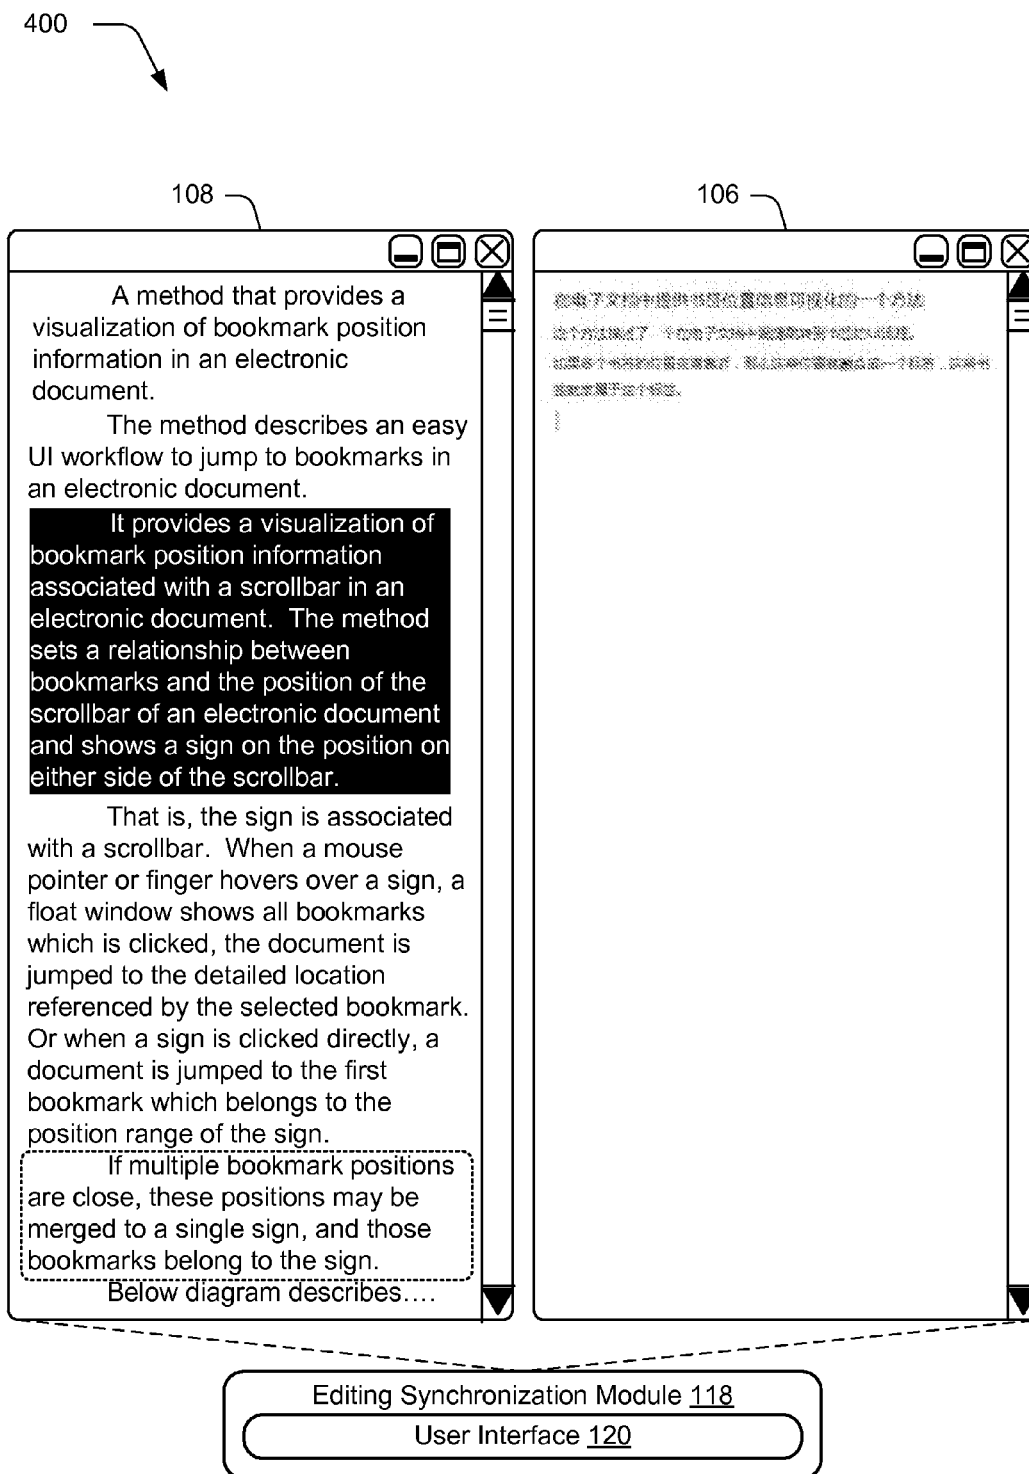 400
108
106
A method that provides a
visualization of bookmark position
information in an electronic
document.
The method describes an easy
UI workflow to jump to bookmarks in
an electronic document.
It provides a visualization of
bookmark position information
associated with a scrollbar in an
electronic document. The method
sets a relationship between
bookmarks and the position of the
scrollbar of an electronic document
and shows a sign on the position on
either side of the scrollbar.
That is, the sign is associated
with a scrollbar. When a mouse
pointer or finger hovers over a sign, a
float window shows all bookmarks
which is clicked, the document is
jumped to the detailed location
referenced by the selected bookmark.
Or when a sign is clicked directly, a
document is jumped to the first
bookmark which belongs to the
position range of the sign.
If multiple bookmark positions
are close, these positions may be
merged to a single sign, and those
bookmarks belong to the sign.
Below diagram describes....
一个方法
Editing Synchronization Module 118
User Interface 120